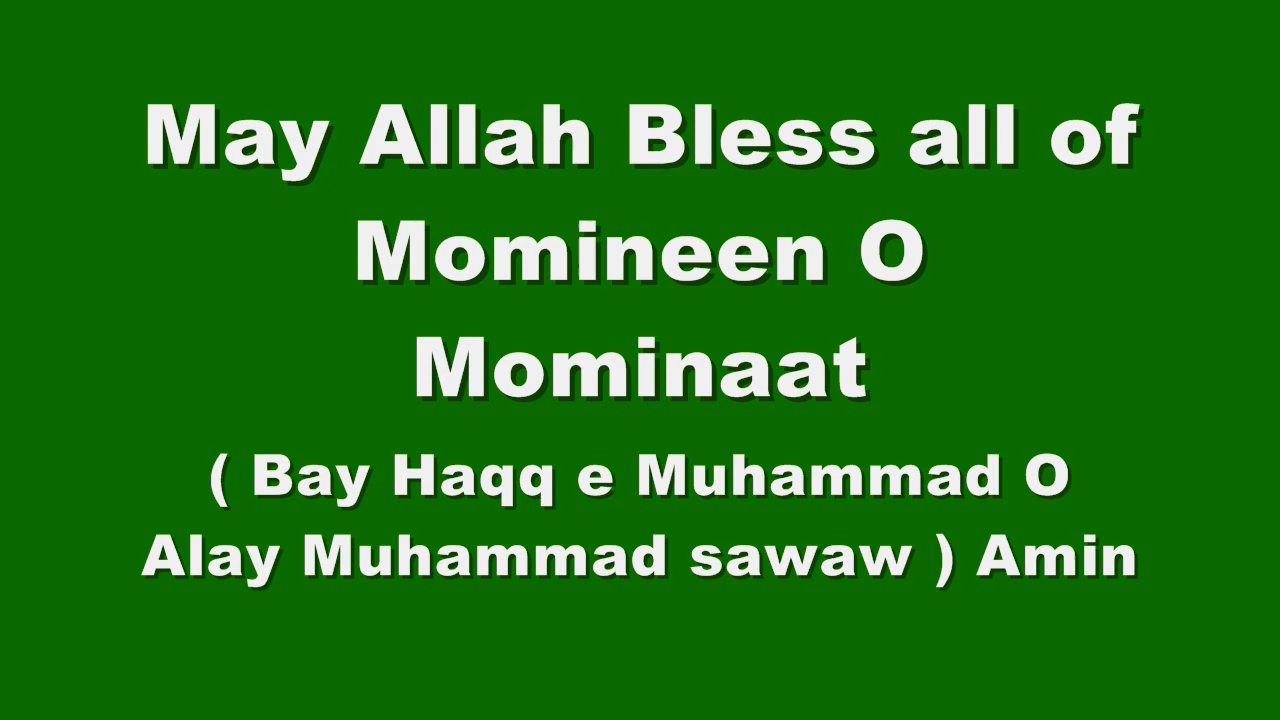 May Allah Bless all of
Momineen O
Mominaat
( Bay Haqq e Muhammad O
Alay Muhammad sawaw ) Amin